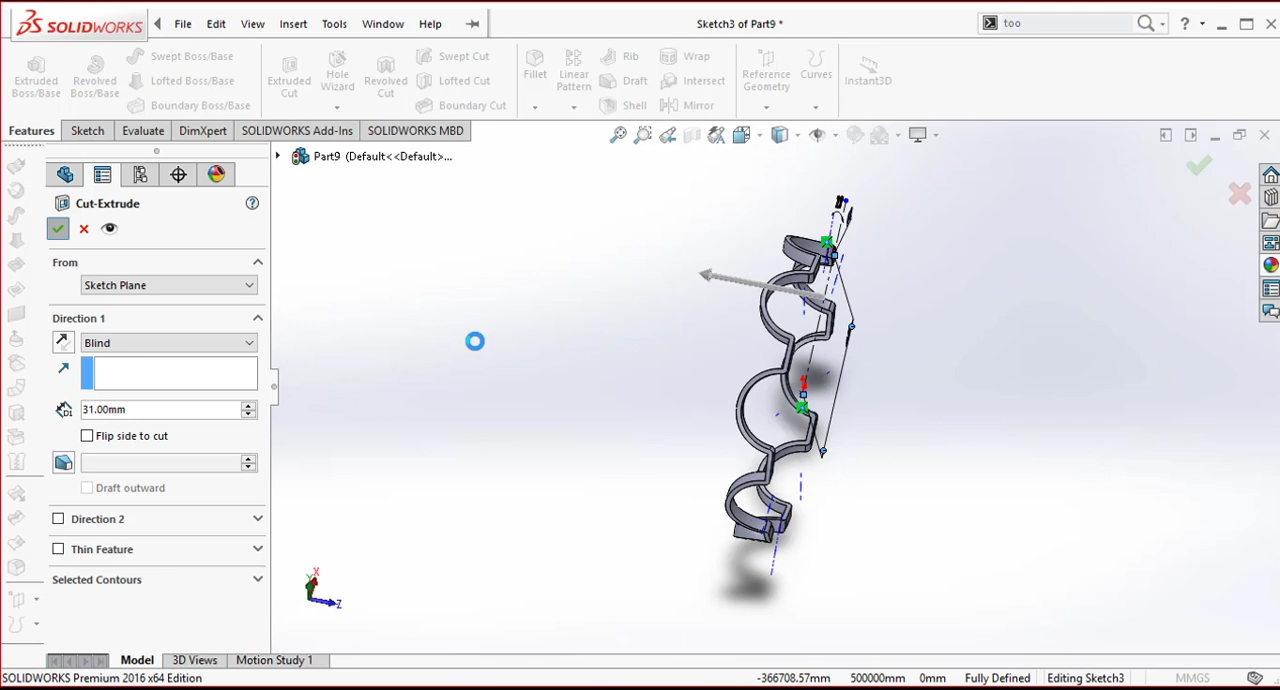 SOLIDWORKS File Edit View Insert Tools Window Help Sketch3 of Part9 * too ?
Extruded Boss/Base
Revolved Boss/Base
Swept Boss/Base
Lofted Boss/Base
Boundary Boss/Base
Extruded Cut
Hole Wizard
Revolved Cut
Swept Cut
Lofted Cut
Boundary Cut
Fillet
Linear Pattern
Rib
Draft
Shell
Wrap
Intersect
Mirror
Reference Geometry
Curves
Instant3D
Features Sketch Evaluate DimXpert SOLIDWORKS Add-Ins SOLIDWORKS MBD
Part9 (Default<<Default>...
Cut-Extrude ?
From
Sketch Plane
Direction 1
Blind
31.00mm
Flip side to cut
Draft outward
Direction 2
Thin Feature
Selected Contours
X
Y
Z
Model 3D Views Motion Study 1
SOLIDWORKS Premium 2016 x64 Edition -366708.57mm 500000mm 0mm Fully Defined Editing Sketch3 MMGS